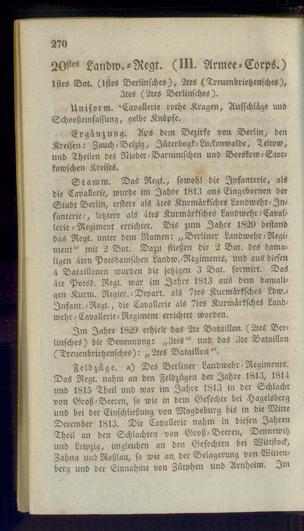 270
20stes Landw.-Regt. (III. Armee-Corps.)
1stes Bat. (1stes Berlinsches), 2tes (Treuenbrietzensches),
3tes (2tes Berlinsches).
Uniform. Cavallerie rothe Kragen, Aufschläge und
Schooßeinfassung, gelbe Knöpfe.
Ergänzung. Aus dem Bezirke von Berlin, den
Kreisen: Zauch-Belzig, Jüterbogk-Luckenwalde, Teltow,
und Theilen des Nieder-Barnimschen und Beeskow-Stor-
kowschen Kreises.
Stamm. Das Regt., sowohl die Infanterie, als
die Cavallerie, wurde im Jahre 1813 aus Eingebornen der
Stadt Berlin, erstere als 4tes Kurmärksches Landwehr-In-
fanterie-, letztere als 4tes Kurmärksches Landwehr-Caval-
lerie-Regiment errichtet. Bis zum Jahre 1829 bestand
das Regt. unter dem Namen: „Berliner Landwehr-Regi-
ment“ mit 2 Bat. Dazu stießen die 2 Bat. des dama-
ligen 4ten Potsdamschen Landw.-Regiments, und aus diesen
4 Bataillonen wurden die jetzigen 3 Bat. formirt. Das
4te Potsd. Regt. war im Jahre 1813 aus dem damali-
gen Kurm. Regier.-Depart. als 7tes Kurmärksches Ldw.-
Infant.-Regt., die Cavallerie als 7tes Kurmärksches Land-
wehr-Cavallerie-Regiment errichtet worden.
Im Jahre 1829 erhielt das 2te Bataillon (2tes Ber-
linsches) die Benennung: „3tes“ und das 3te Bataillon
(Treuenbrietzensches): „2tes Bataillon“.
Feldzüge. a) Des Berliner Landwehr-Regiments.
Das Regt. nahm an den Feldzügen der Jahre 1813, 1814
und 1815 Theil und war im Jahre 1813 in der Schlacht
von Groß-Beeren, so wie in dem Gefechte bei Hagelsberg
und bei der Einschließung von Magdeburg bis in die Mitte
December 1813. Die Cavallerie nahm in diesen Jahren
Theil an den Schlachten von Groß-Beeren, Dennewitz
und Leipzig, imgleichen an den Gefechten bei Wittstock,
Zahna und Roßlau, so wie an der Belagerung von Witten-
berg und der Einnahme von Zütphen und Arnheim. Im